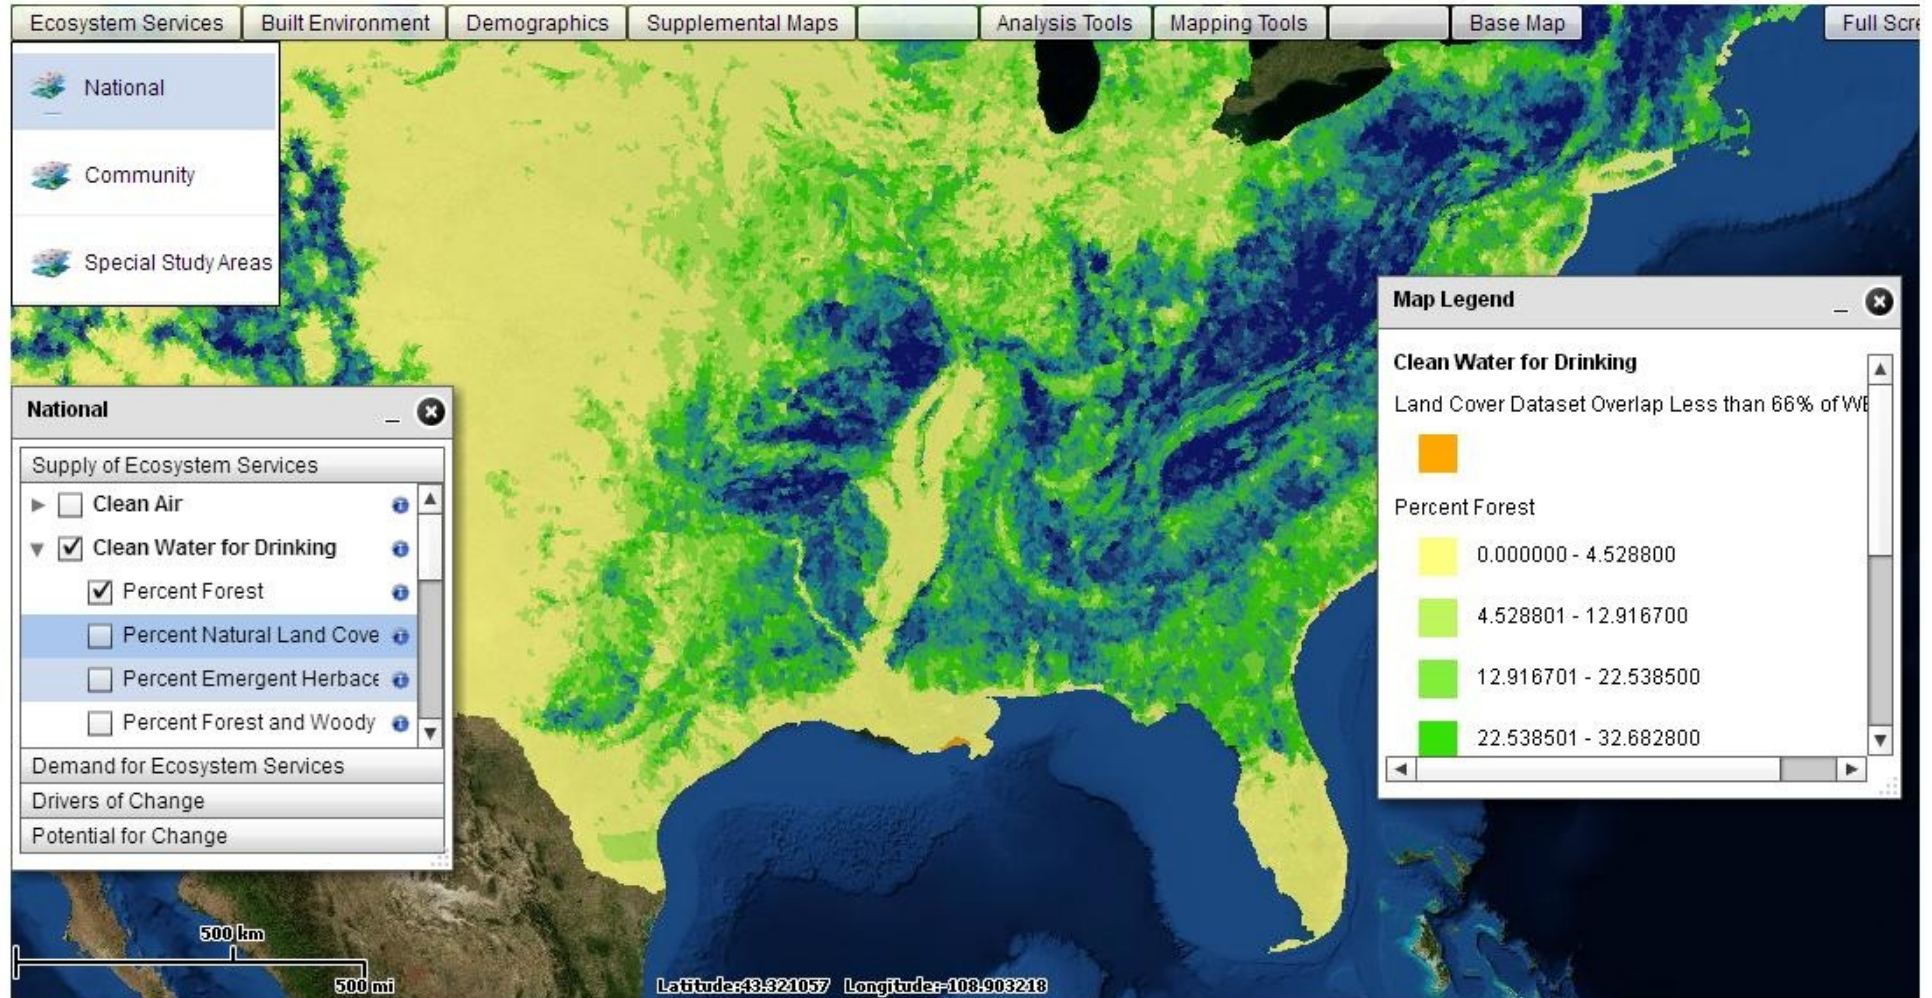 Ecosystem Services
Built Environment
Demographics
Supplemental Maps
Analysis Tools
Mapping Tools
Base Map
Full Scre
National
Community
Special Study Areas
National
Supply of Ecosystem Services
Clean Air
Clean Water for Drinking
Percent Forest
Percent Natural Land Cove
Percent Emergent Herbace
Percent Forest and Woody
Demand for Ecosystem Services
Drivers of Change
Potential for Change
Map Legend
Clean Water for Drinking
Land Cover Dataset Overlap Less than 66% of WB
Percent Forest
0.000000 - 4.528800
4.528801 - 12.916700
12.916701 - 22.538500
22.538501 - 32.682800
500 km
500 mi
Latitude:43.321057 Longitude:-108.903218